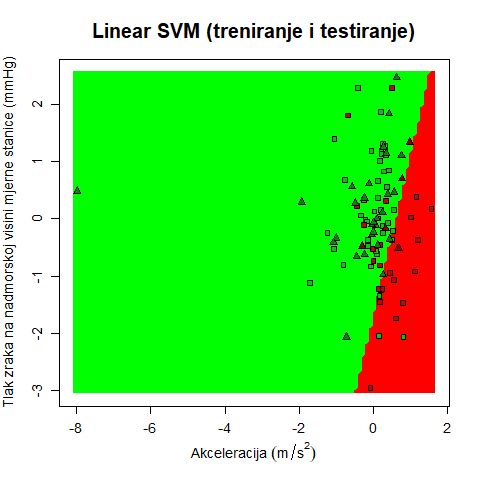 Linear SVM (treniranje i testiranje)
Tlak zraka na nadmorskoj visini mjerne stanice (mmHg)
2
1
0
-1
-2
-3
-8 -6 -4 -2 0 2
Akceleracija (m/s²)